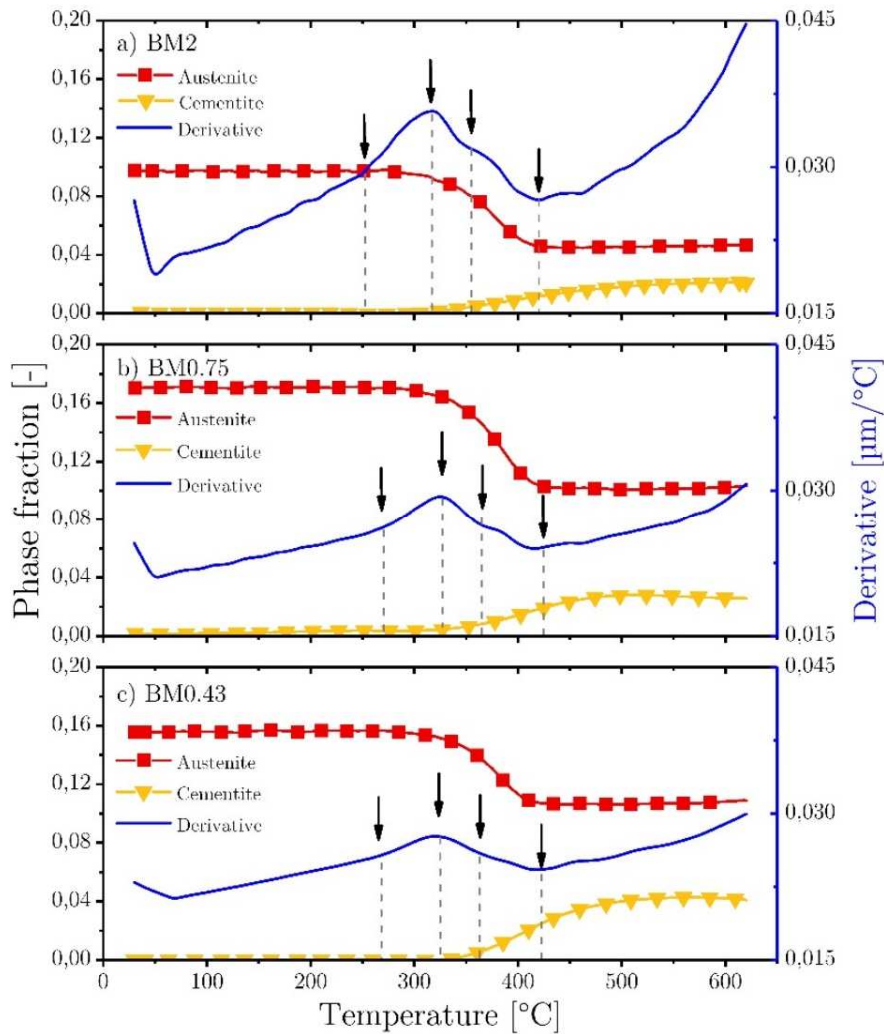 0,20
0,16
0,12
0,08
0,04
0,00
a) BM2
Austenite
Cementite
Derivative
0,045
0,030
0,015
0,20
0,16
0,12
0,08
0,04
0,00
b) BM0.75
Austenite
Cementite
Derivative
0,045
0,030
0,015
0,20
0,16
0,12
0,08
0,04
0,00
c) BM0.43
Austenite
Cementite
Derivative
0,045
0,030
0,015
Phase fraction [-]
Derivative [μm/°C]
0 100 200 300 400 500 600
Temperature [°C]